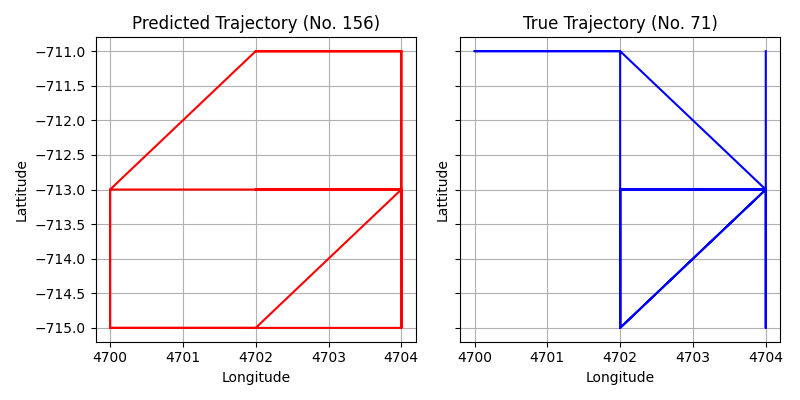 Predicted Trajectory (No. 156)
True Trajectory (No. 71)
Lattitude
−711.0
−711.5
−712.0
−712.5
−713.0
−713.5
−714.0
−714.5
−715.0
4700 4701 4702 4703 4704
Longitude
Lattitude
4700 4701 4702 4703 4704
Longitude